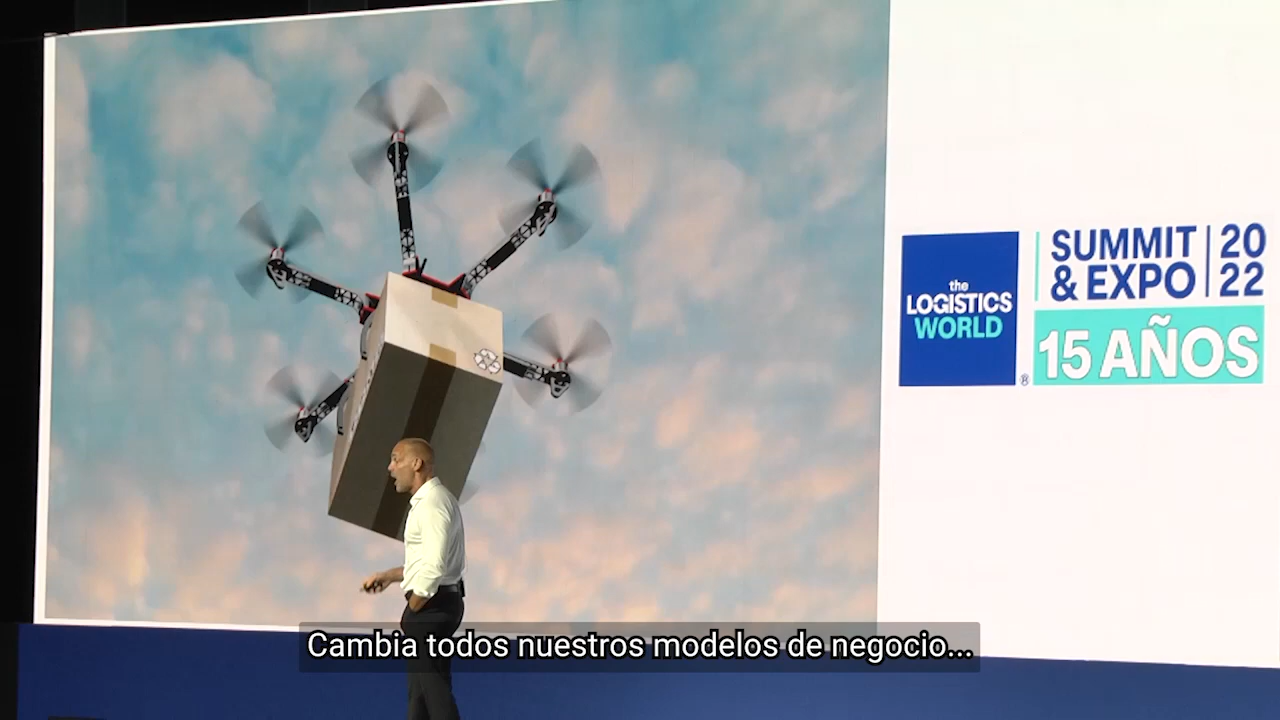 the
LOGISTICS
WORLD
®
SUMMIT
& EXPO
20
22
15 AÑOS
Cambia todos nuestros modelos de negocio...